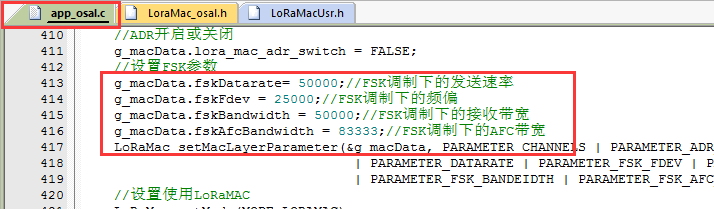 app_osal.c LoraMac_osal.h LoRaMacUsr.h
410 //ADR开启或关闭
411 g_macData.lora_mac_adr_switch = FALSE;
412 //设置FSK参数
413 g_macData.fskDatarate= 50000;//FSK调制下的发送速率
414 g_macData.fskFdev = 25000;//FSK调制下的频偏
415 g_macData.fskBandwidth = 50000;//FSK调制下的接收带宽
416 g_macData.fskAfcBandwidth = 83333;//FSK调制下的AFC带宽
417 LoRaMac_setMacLayerParameter(&g_macData, PARAMETER_CHANNELS | PARAMETER_ADR
418 | PARAMETER_DATARATE | PARAMETER_FSK_FDEV | P
419 | PARAMETER_FSK_BANDEIDTH | PARAMETER_FSK_AFC
420 //设置使用LoRaMAC